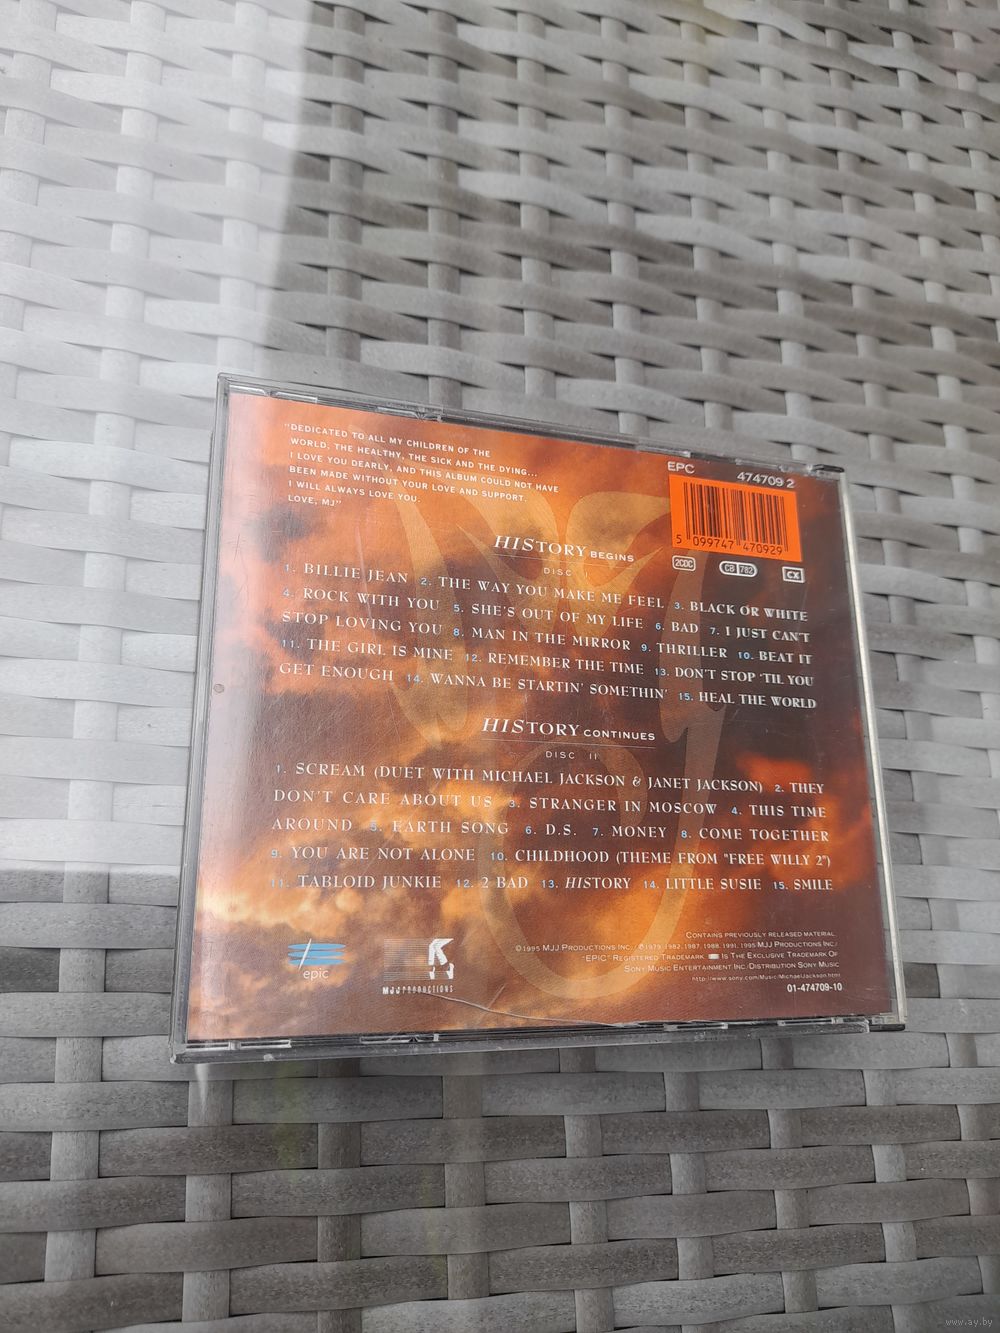 "DEDICATED TO ALL MY CHILDREN OF THE
WORLD; THE HEALTHY, THE SICK AND THE DYING...
I LOVE YOU DEARLY, AND THIS ALBUM COULD NOT HAVE
BEEN MADE WITHOUT YOUR LOVE AND SUPPORT.
I WILL ALWAYS LOVE YOU.
LOVE, MJ"
EPC 474709 2
5 099747 470929
2CDC CB 782 CX
HISTORY BEGINS
DISC I
1. BILLIE JEAN 2. THE WAY YOU MAKE ME FEEL 3. BLACK OR WHITE
4. ROCK WITH YOU 5. SHE'S OUT OF MY LIFE 6. BAD 7. I JUST CAN'T
STOP LOVING YOU 8. MAN IN THE MIRROR 9. THRILLER 10. BEAT IT
11. THE GIRL IS MINE 12. REMEMBER THE TIME 13. DON'T STOP 'TIL YOU
GET ENOUGH 14. WANNA BE STARTIN' SOMETHIN' 15. HEAL THE WORLD
HISTORY CONTINUES
DISC II
1. SCREAM (DUET WITH MICHAEL JACKSON & JANET JACKSON) 2. THEY
DON'T CARE ABOUT US 3. STRANGER IN MOSCOW 4. THIS TIME
AROUND 5. EARTH SONG 6. D.S. 7. MONEY 8. COME TOGETHER
9. YOU ARE NOT ALONE 10. CHILDHOOD (THEME FROM "FREE WILLY 2")
11. TABLOID JUNKIE 12. 2 BAD 13. HISTORY 14. LITTLE SUSIE 15. SMILE
epic
MJJ PRODUCTIONS
CONTAINS PREVIOUSLY RELEASED MATERIAL.
©1995 MJJ PRODUCTIONS INC./ ℗1979, 1982, 1987, 1988, 1991, 1995 MJJ PRODUCTIONS INC./
"EPIC" REGISTERED TRADEMARK IS THE EXCLUSIVE TRADEMARK OF
SONY MUSIC ENTERTAINMENT INC./DISTRIBUTION SONY MUSIC
http://www.sony.com/Music/MichaelJackson.html
01-474709-10
www.ay.by